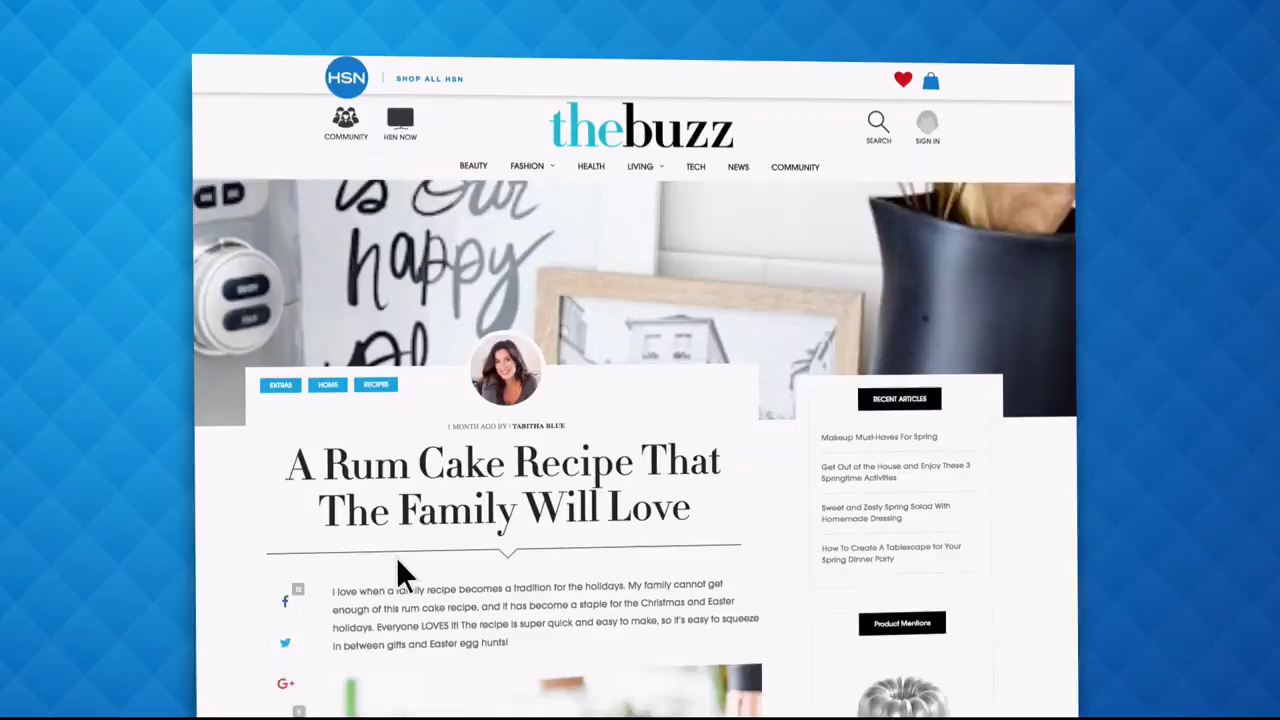 HSN
SHOP ALL HSN
COMMUNITY
HSN NOW
thebuzz
SEARCH
SIGN IN
BEAUTY FASHION HEALTH LIVING TECH NEWS COMMUNITY
is our
happy
EXTRAS HOME RECIPES
1 MONTH AGO BY | TABITHA BLUE
A Rum Cake Recipe That
The Family Will Love
I love when a family recipe becomes a tradition for the holidays. My family cannot get
enough of this rum cake recipe, and it has become a staple for the Christmas and Easter
holidays. Everyone LOVES it! The recipe is super quick and easy to make, so it's easy to squeeze
in between gifts and Easter egg hunts!
RECENT ARTICLES
Makeup Must-Haves For Spring
Get Out of the House and Enjoy These 3
Springtime Activities
Sweet and Zesty Spring Salad With
Homemade Dressing
How To Create A Tablescape for Your
Spring Dinner Party
Product Mentions